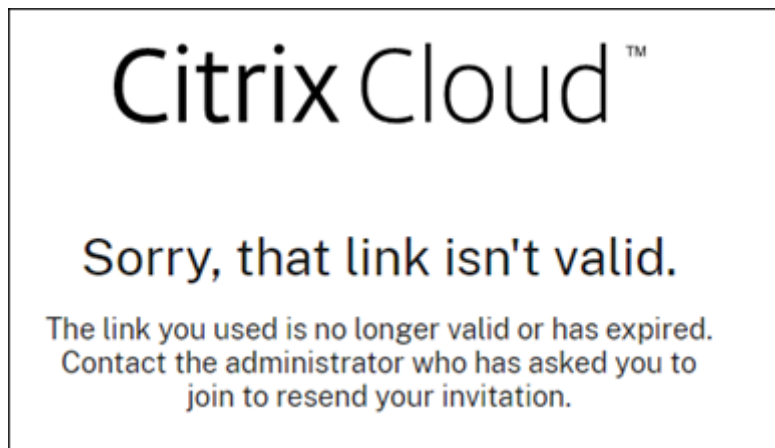 Citrix Cloud™
Sorry, that link isn't valid.
The link you used is no longer valid or has expired.
Contact the administrator who has asked you to
join to resend your invitation.